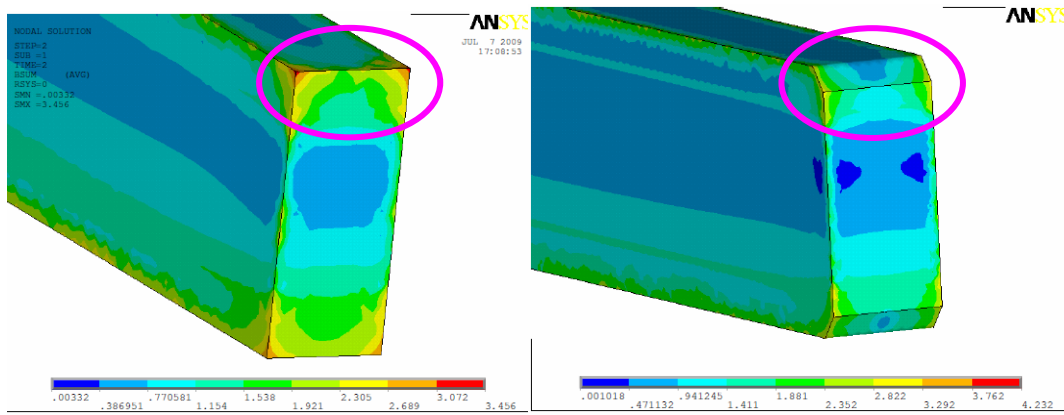 ANSYS
NODAL SOLUTION
STEP=2
SUB =1
TIME=2
RSUM (AVG)
RSYS=0
SMN =.00332
SMX =3.456
JUL 7 2009
17:08:53
.00332 .770581 1.538 2.305 3.072
.386951 1.154 1.921 2.689 3.456
ANSYS
.001018 .941245 1.881 2.822 3.762
.471132 1.411 2.352 3.292 4.232